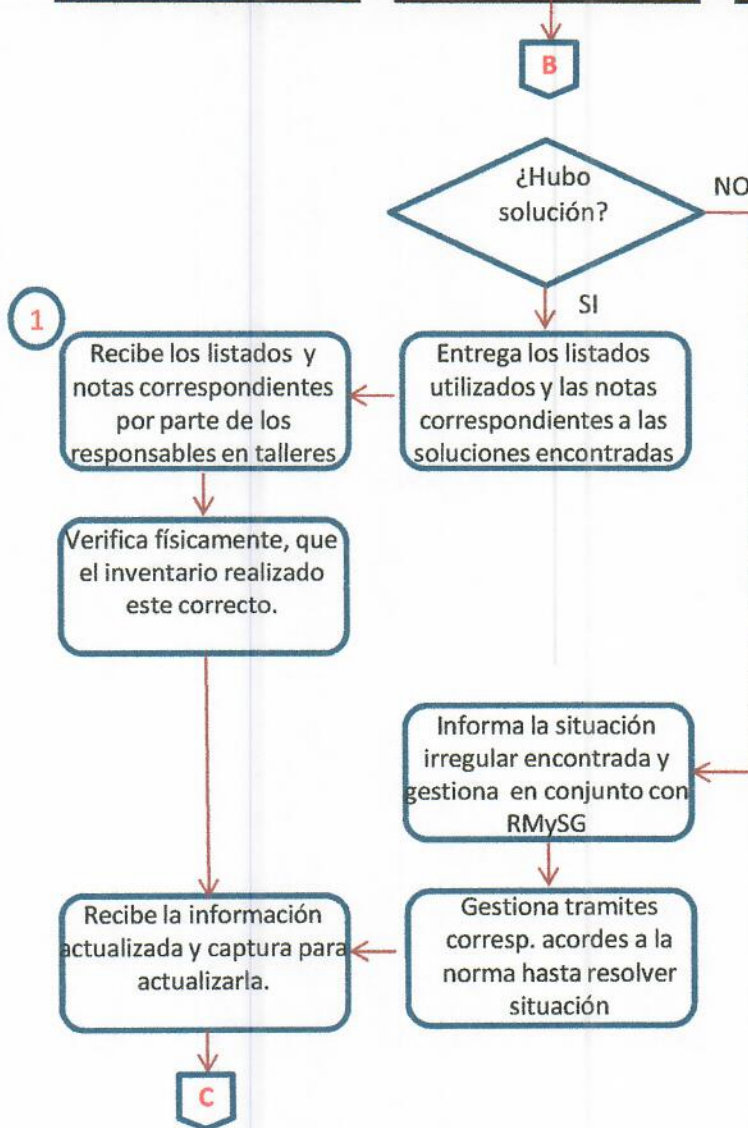 B
¿Hubo
solución?
NO
SI
1
Recibe los listados y
notas correspondientes
por parte de los
responsables en talleres
Entrega los listados
utilizados y las notas
correspondientes a las
soluciones encontradas
Verifica físicamente, que
el inventario realizado
este correcto.
Informa la situación
irregular encontrada y
gestiona en conjunto con
RMySG
Recibe la información
actualizada y captura para
actualizarla.
Gestiona tramites
corresp. acordes a la
norma hasta resolver
situación
C